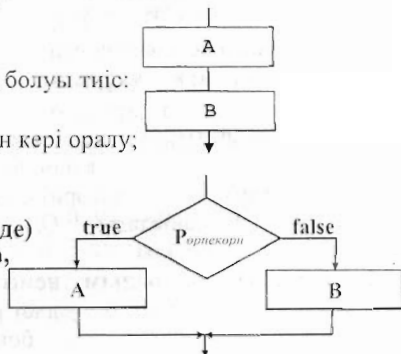 A
болуы тиіс:
B
н кері оралу;
де)
true
false
A
B